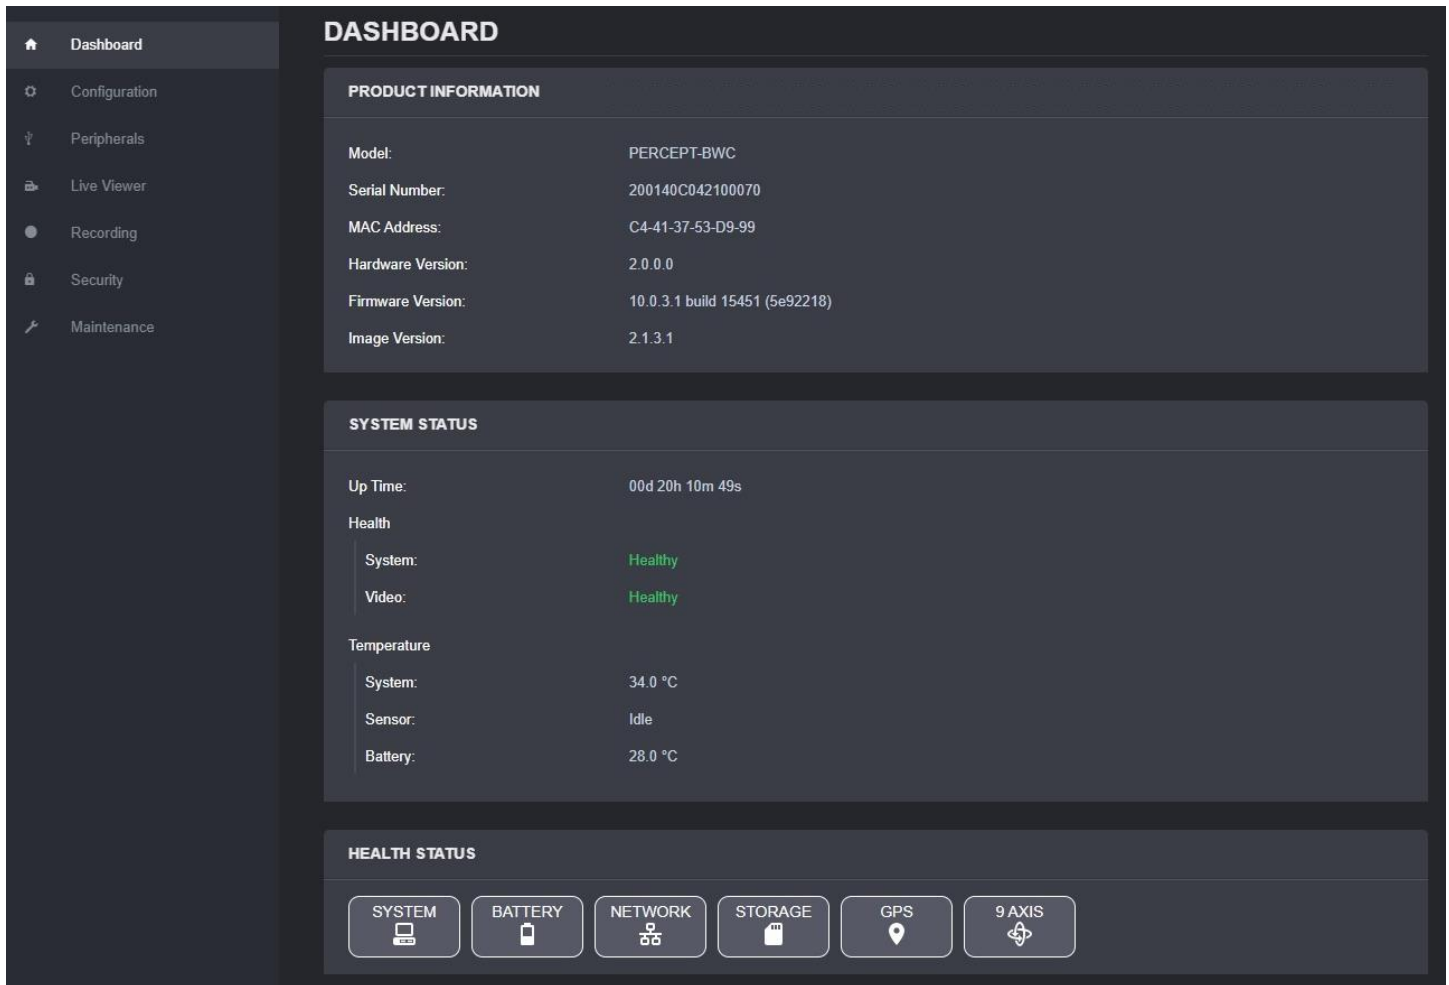 Dashboard
Configuration
Peripherals
Live Viewer
Recording
Security
Maintenance
DASHBOARD
PRODUCT INFORMATION
Model: PERCEPT-BWC
Serial Number: 200140C042100070
MAC Address: C4-41-37-53-D9-99
Hardware Version: 2.0.0.0
Firmware Version: 10.0.3.1 build 15451 (5e92218)
Image Version: 2.1.3.1
SYSTEM STATUS
Up Time: 00d 20h 10m 49s
Health
System: Healthy
Video: Healthy
Temperature
System: 34.0 °C
Sensor: Idle
Battery: 28.0 °C
HEALTH STATUS
SYSTEM BATTERY NETWORK STORAGE GPS 9 AXIS